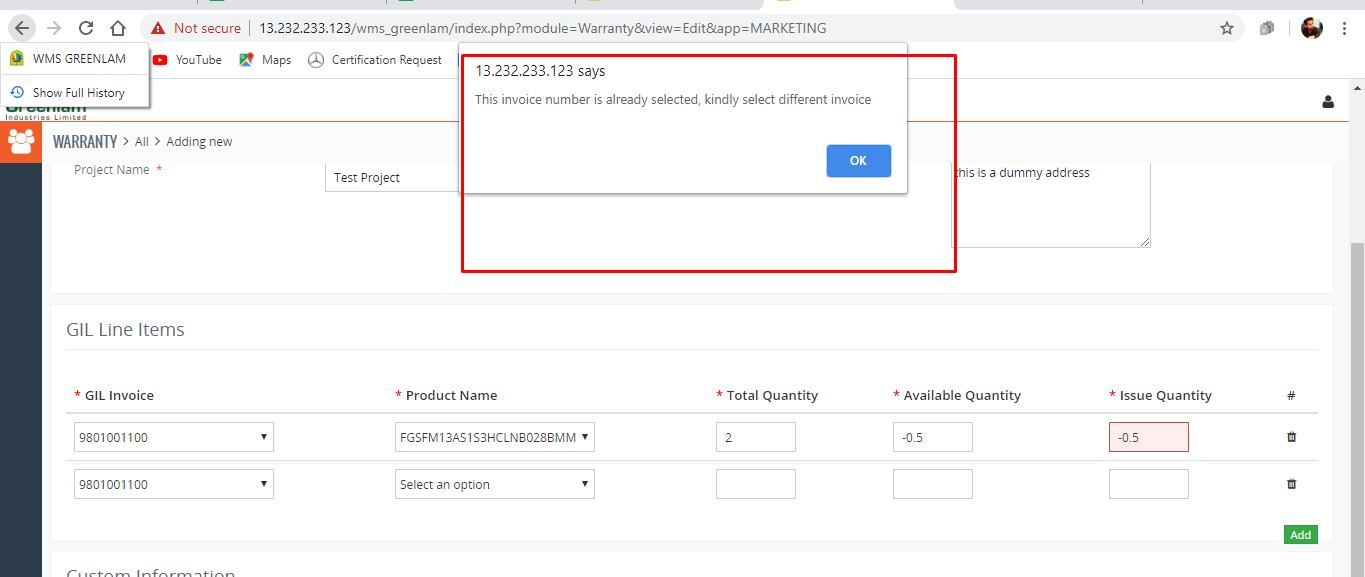 Not secure | 13.232.233.123/wms_greenlam/index.php?module=Warranty&view=Edit&app=MARKETING
WMS GREENLAM
YouTube
Maps
Certification Request
Show Full History
13.232.233.123 says
This invoice number is already selected, kindly select different invoice
OK
Greenlam
Industries Limited
WARRANTY > All > Adding new
Project Name *
Test Project
this is a dummy address
GIL Line Items
* GIL Invoice * Product Name * Total Quantity * Available Quantity * Issue Quantity #
9801001100 FGSFM13AS1S3HCLNB028BMM 2 -0.5 -0.5
9801001100 Select an option
Add
Custom Information